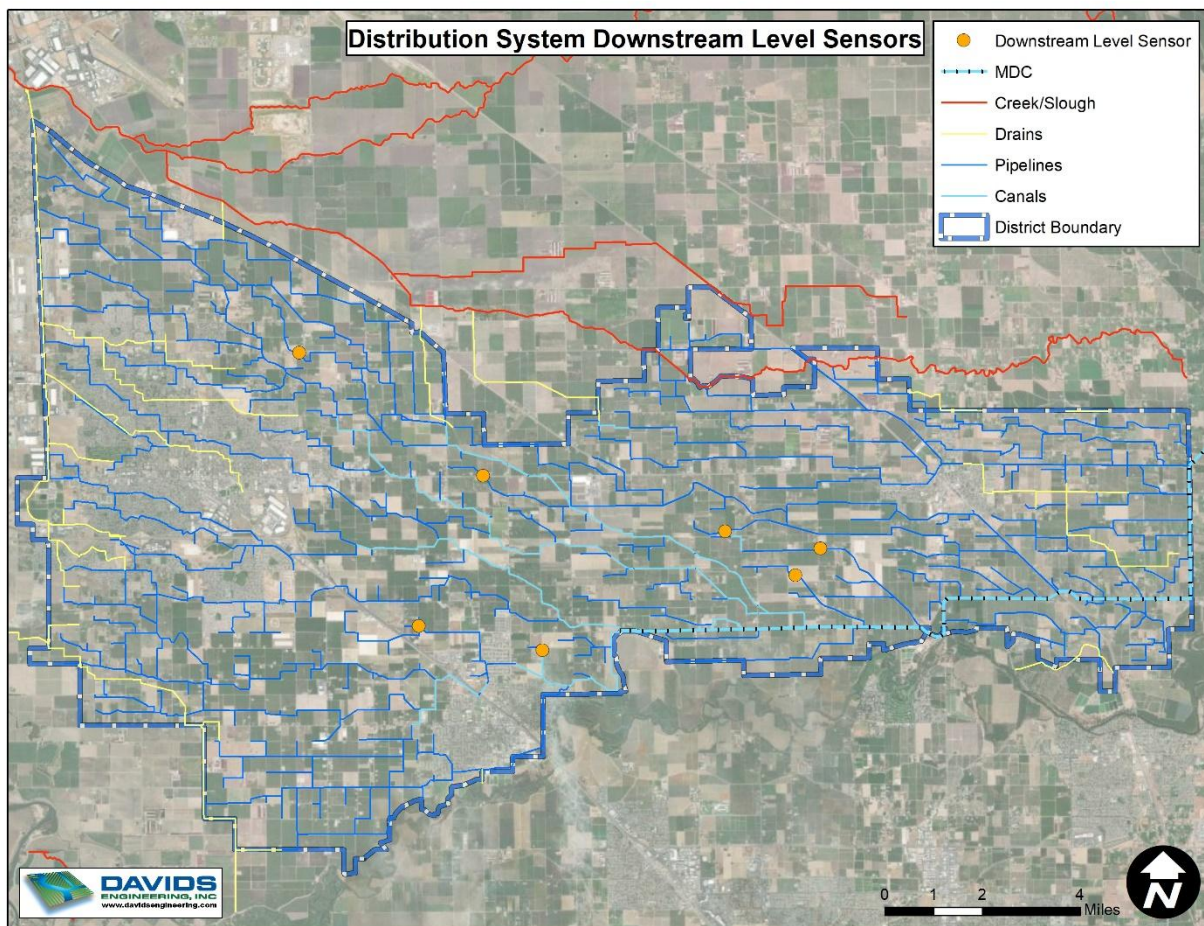 Distribution System Downstream Level Sensors
Downstream Level Sensor
MDC
Creek/Slough
Drains
Pipelines
Canals
District Boundary
DAVIDS
ENGINEERING, INC
www.davidsengineering.com
0 1 2 4
Miles
N